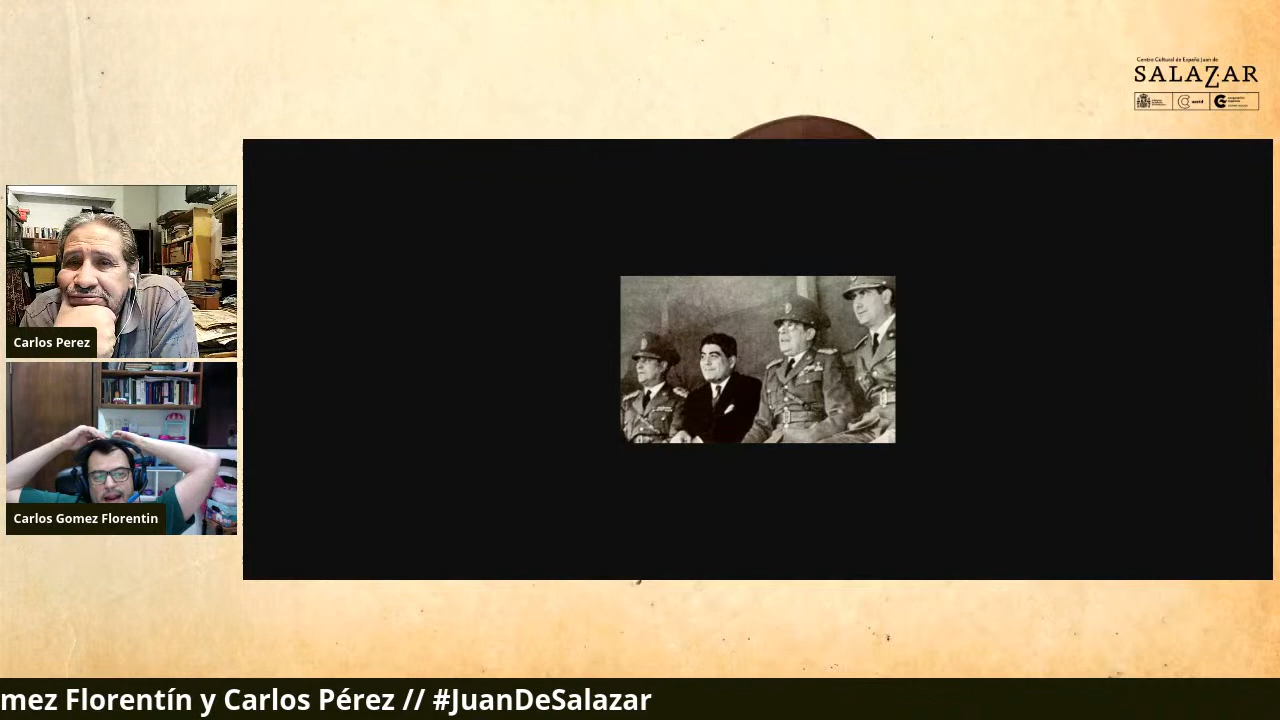 Centro Cultural de España Juan de
SALAZAR
Carlos Perez
Carlos Gomez Florentin
mez Florentín y Carlos Pérez // #JuanDeSalazar